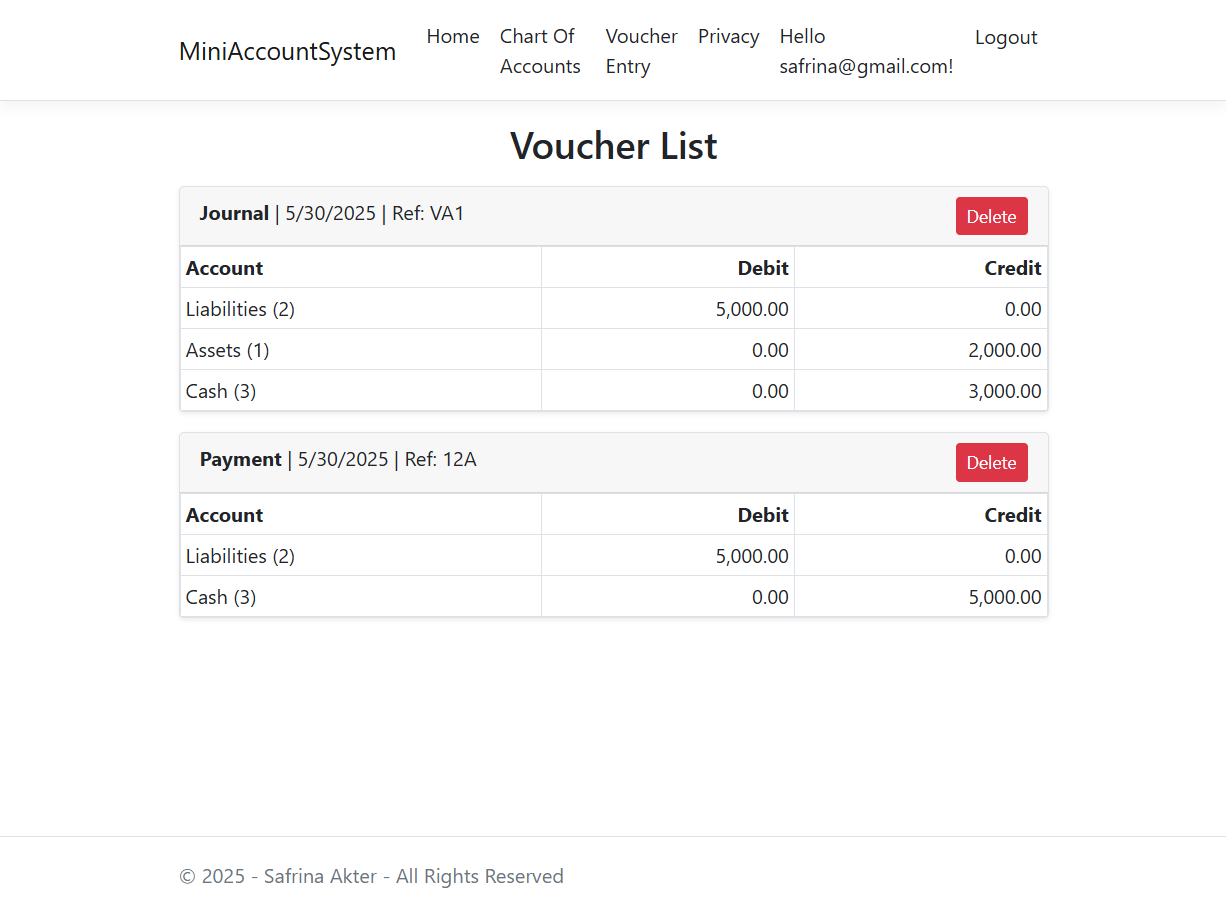 MiniAccountSystem
Home
Chart Of
Accounts
Voucher
Entry
Privacy
Hello
safrina@gmail.com!
Logout
Voucher List
Journal | 5/30/2025 | Ref: VA1
Delete
Account Debit Credit
Liabilities (2) 5,000.00 0.00
Assets (1) 0.00 2,000.00
Cash (3) 0.00 3,000.00
Payment | 5/30/2025 | Ref: 12A
Delete
Account Debit Credit
Liabilities (2) 5,000.00 0.00
Cash (3) 0.00 5,000.00
© 2025 - Safrina Akter - All Rights Reserved